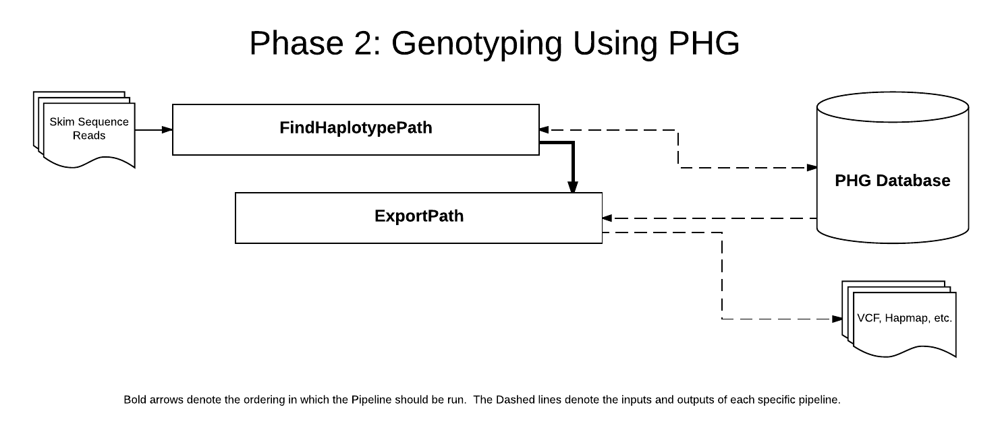 Phase 2: Genotyping Using PHG
Skim Sequence
Reads
FindHaplotypePath
PHG Database
ExportPath
VCF, Hapmap, etc.
Bold arrows denote the ordering in which the Pipeline should be run.  The Dashed lines denote the inputs and outputs of each specific pipeline.